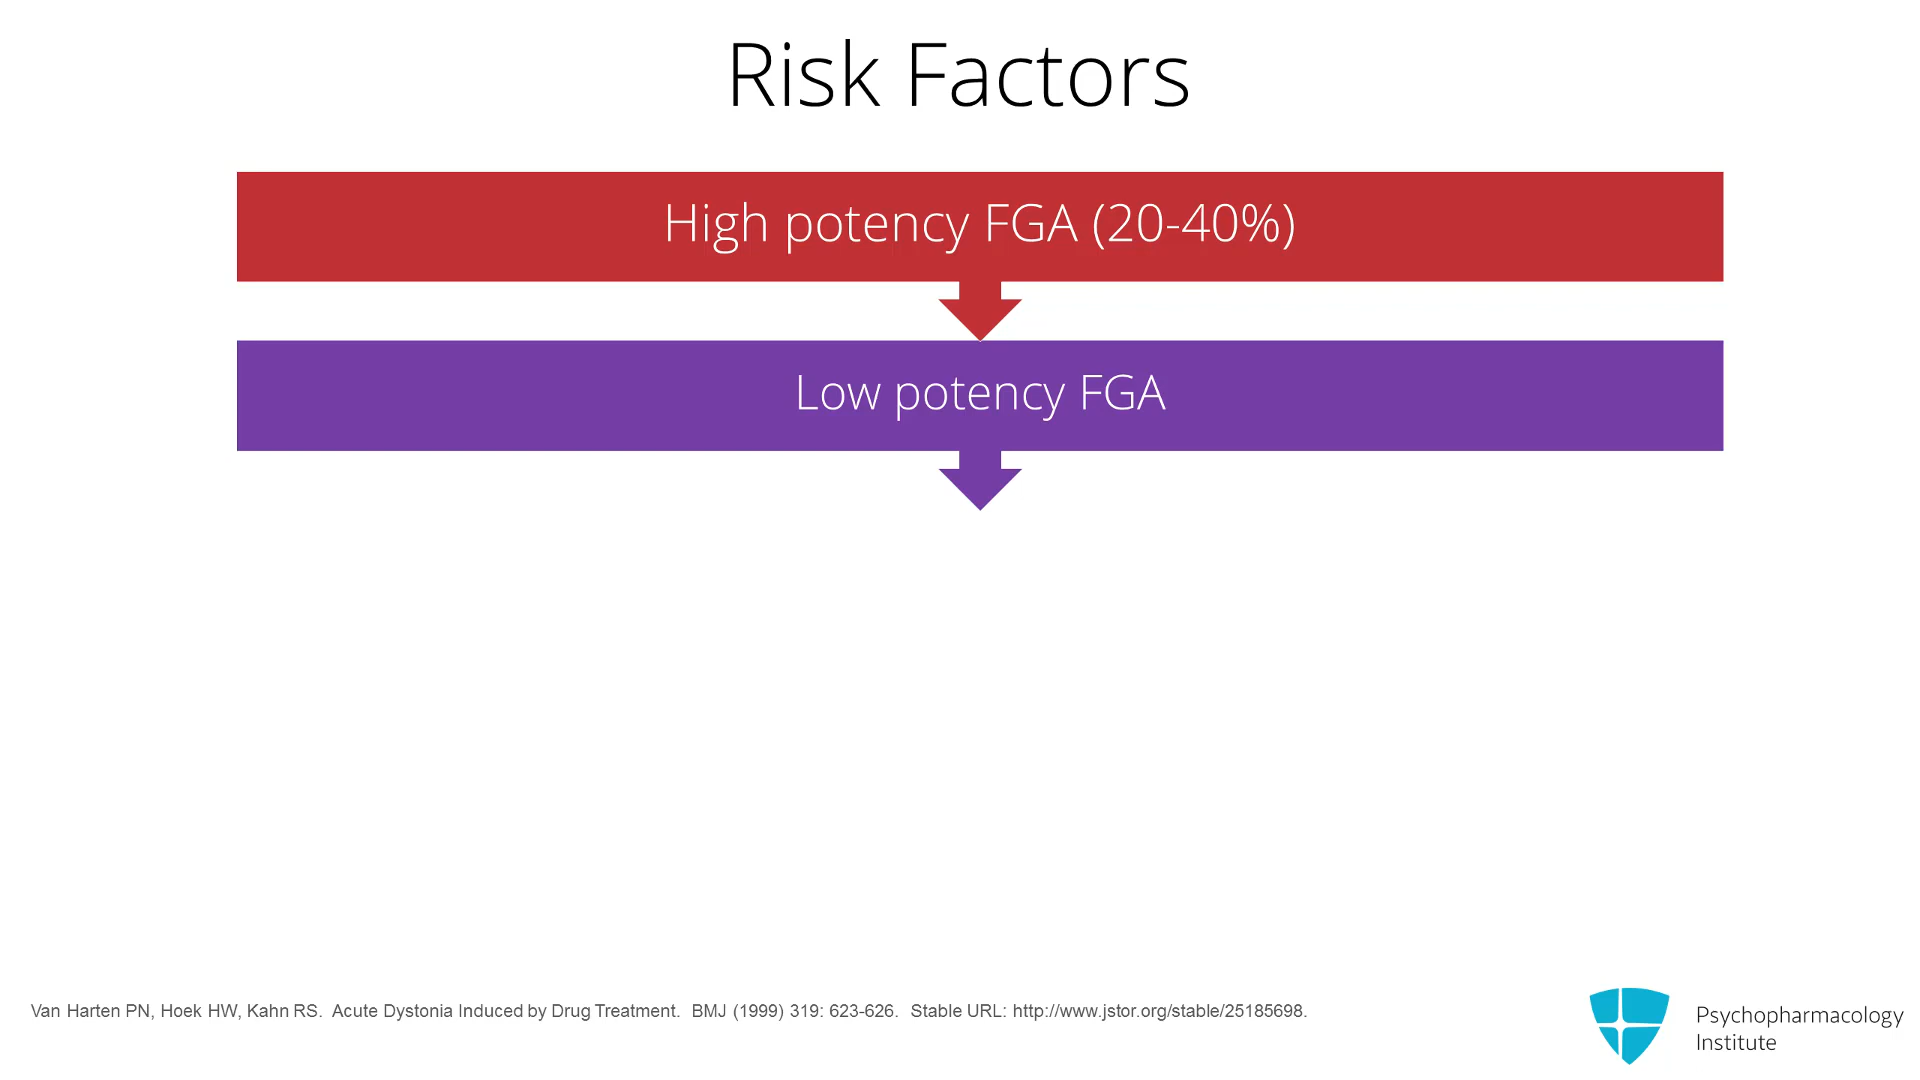 Risk Factors
High potency FGA (20-40%)
Low potency FGA
Van Harten PN, Hoek HW, Kahn RS.  Acute Dystonia Induced by Drug Treatment.  BMJ (1999) 319: 623-626.  Stable URL: http://www.jstor.org/stable/25185698.
Psychopharmacology
Institute